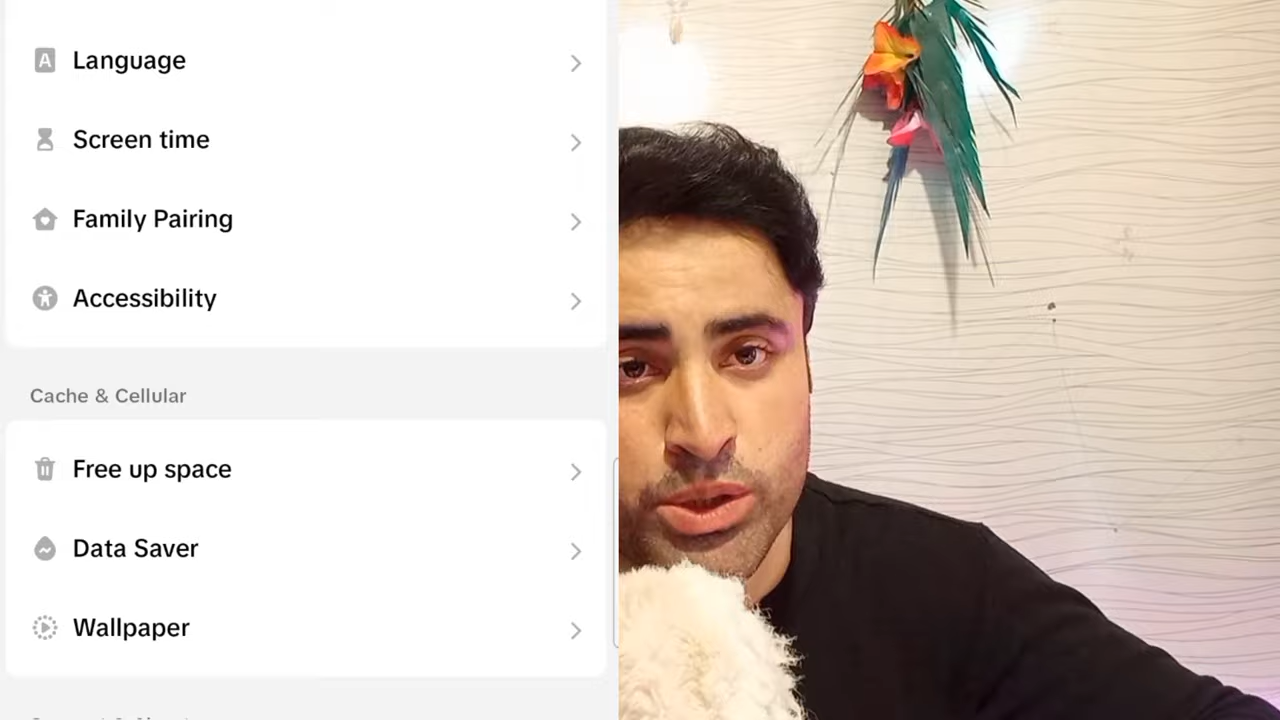 Language
Screen time
Family Pairing
Accessibility
Cache & Cellular
Free up space
Data Saver
Wallpaper